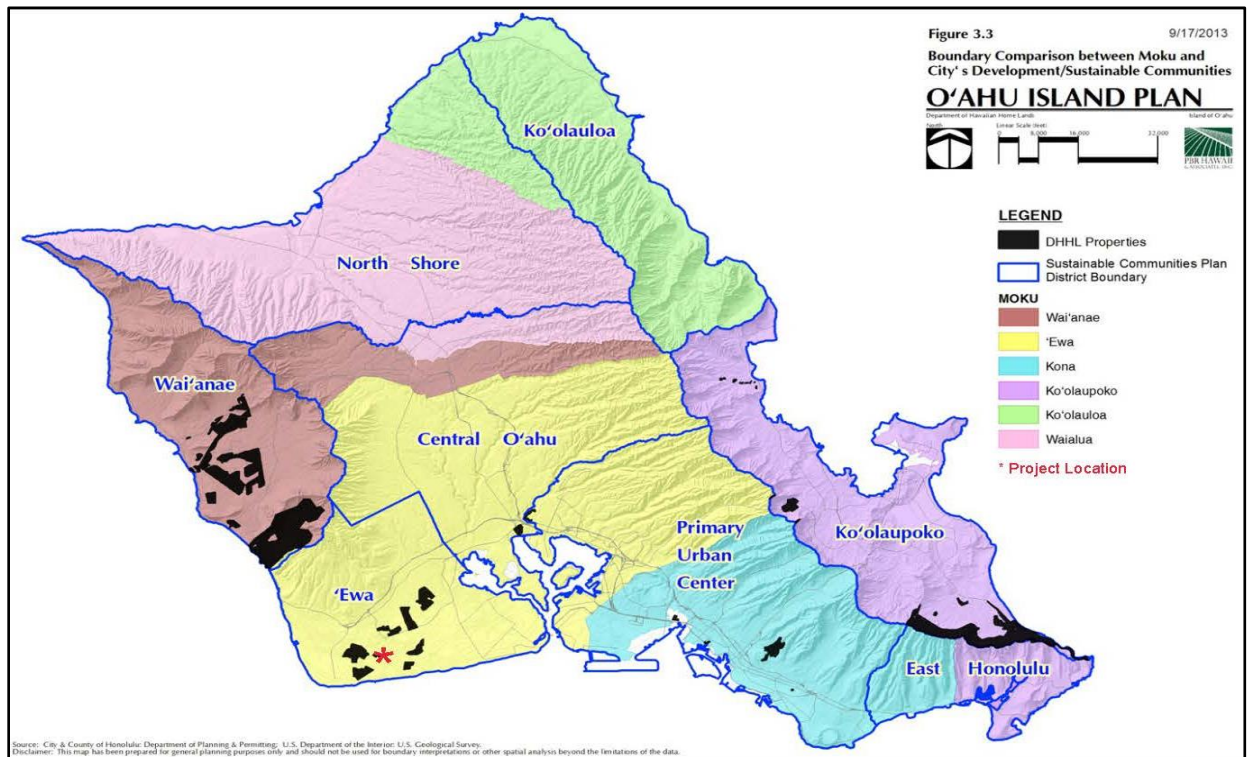 Figure 3.3
9/17/2013
Boundary Comparison between Moku and
City' s Development/Sustainable Communities
O'AHU ISLAND PLAN
Department of Hawaiian Home Lands
Island of O'ahu
North
Linear Scale (feet)
0 8,000 16,000 32,000
PBR HAWAII
& ASSOCIATES, INC.
LEGEND
DHHL Properties
Sustainable Communities Plan
District Boundary
MOKU
Wai'anae
'Ewa
Kona
Ko'olaupoko
Ko'olauloa
Waialua
* Project Location
Ko'olauloa
North Shore
Wai'anae
Central O'ahu
Primary
Urban
Center
Ko'olaupoko
'Ewa
East Honolulu
Source: City & County of Honolulu: Department of Planning & Permitting; U.S. Department of the Interior: U.S. Geological Survey.
Disclaimer: This map has been prepared for general planning purposes only and should not be used for boundary interpretations or other spatial analysis beyond the limitations of the data.